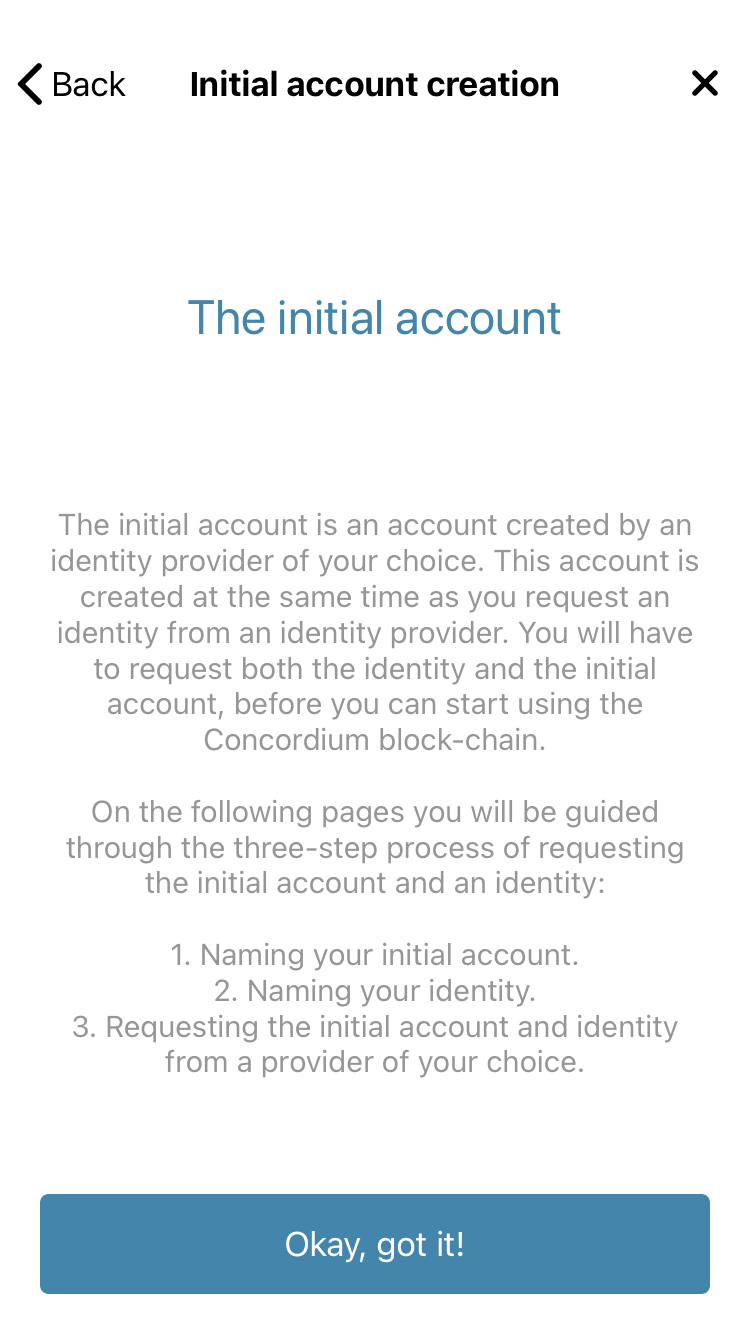 Back
Initial account creation
The initial account
The initial account is an account created by an
identity provider of your choice. This account is
created at the same time as you request an
identity from an identity provider. You will have
to request both the identity and the initial
account, before you can start using the
Concordium block-chain.
On the following pages you will be guided
through the three-step process of requesting
the initial account and an identity:
1. Naming your initial account.
2. Naming your identity.
3. Requesting the initial account and identity
from a provider of your choice.
Okay, got it!